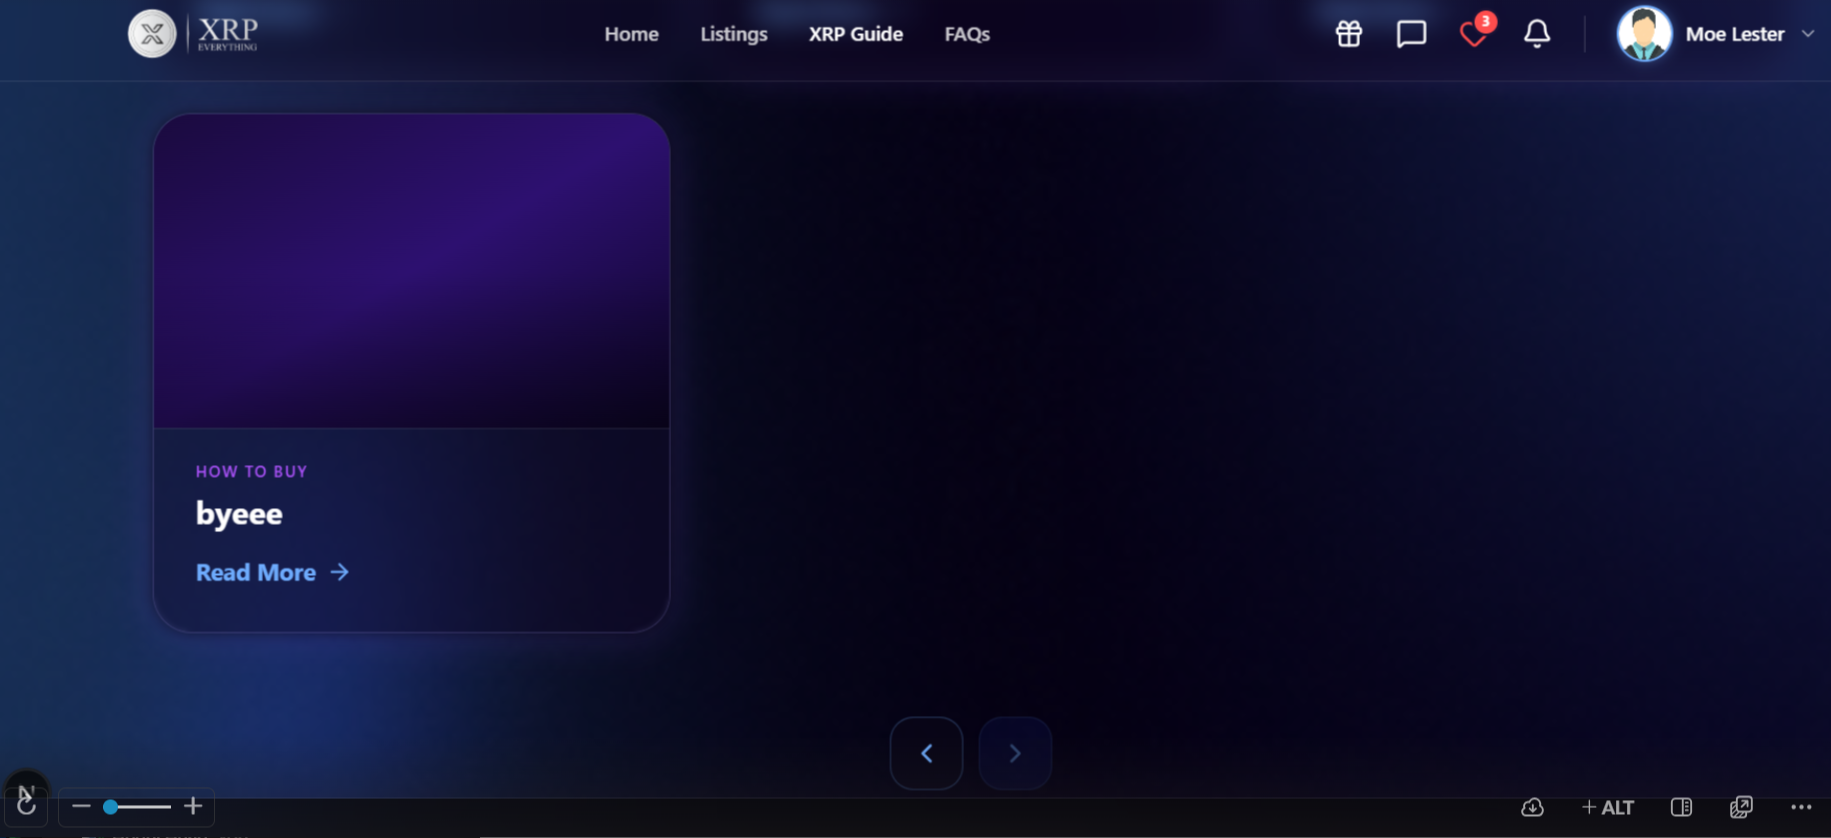 XRP
EVERYTHING
Home
Listings
XRP Guide
FAQs
3
Moe Lester
HOW TO BUY
byeee
Read More
ALT